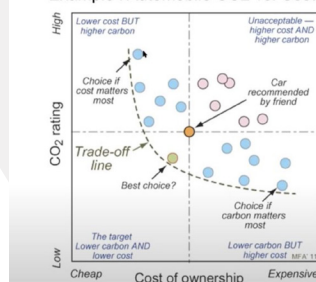 High
Lower cost BUT
higher carbon
Unacceptable —
higher cost AND
higher carbon
Choice if
cost matters
most
Car
recommended
by friend
CO2 rating
Trade-off
line
Best choice?
Choice if
carbon matters
most
The target
Lower carbon AND
lower cost
Lower carbon BUT
higher cost
MFA, 11
Low
Cheap
Cost of ownership
Expensive